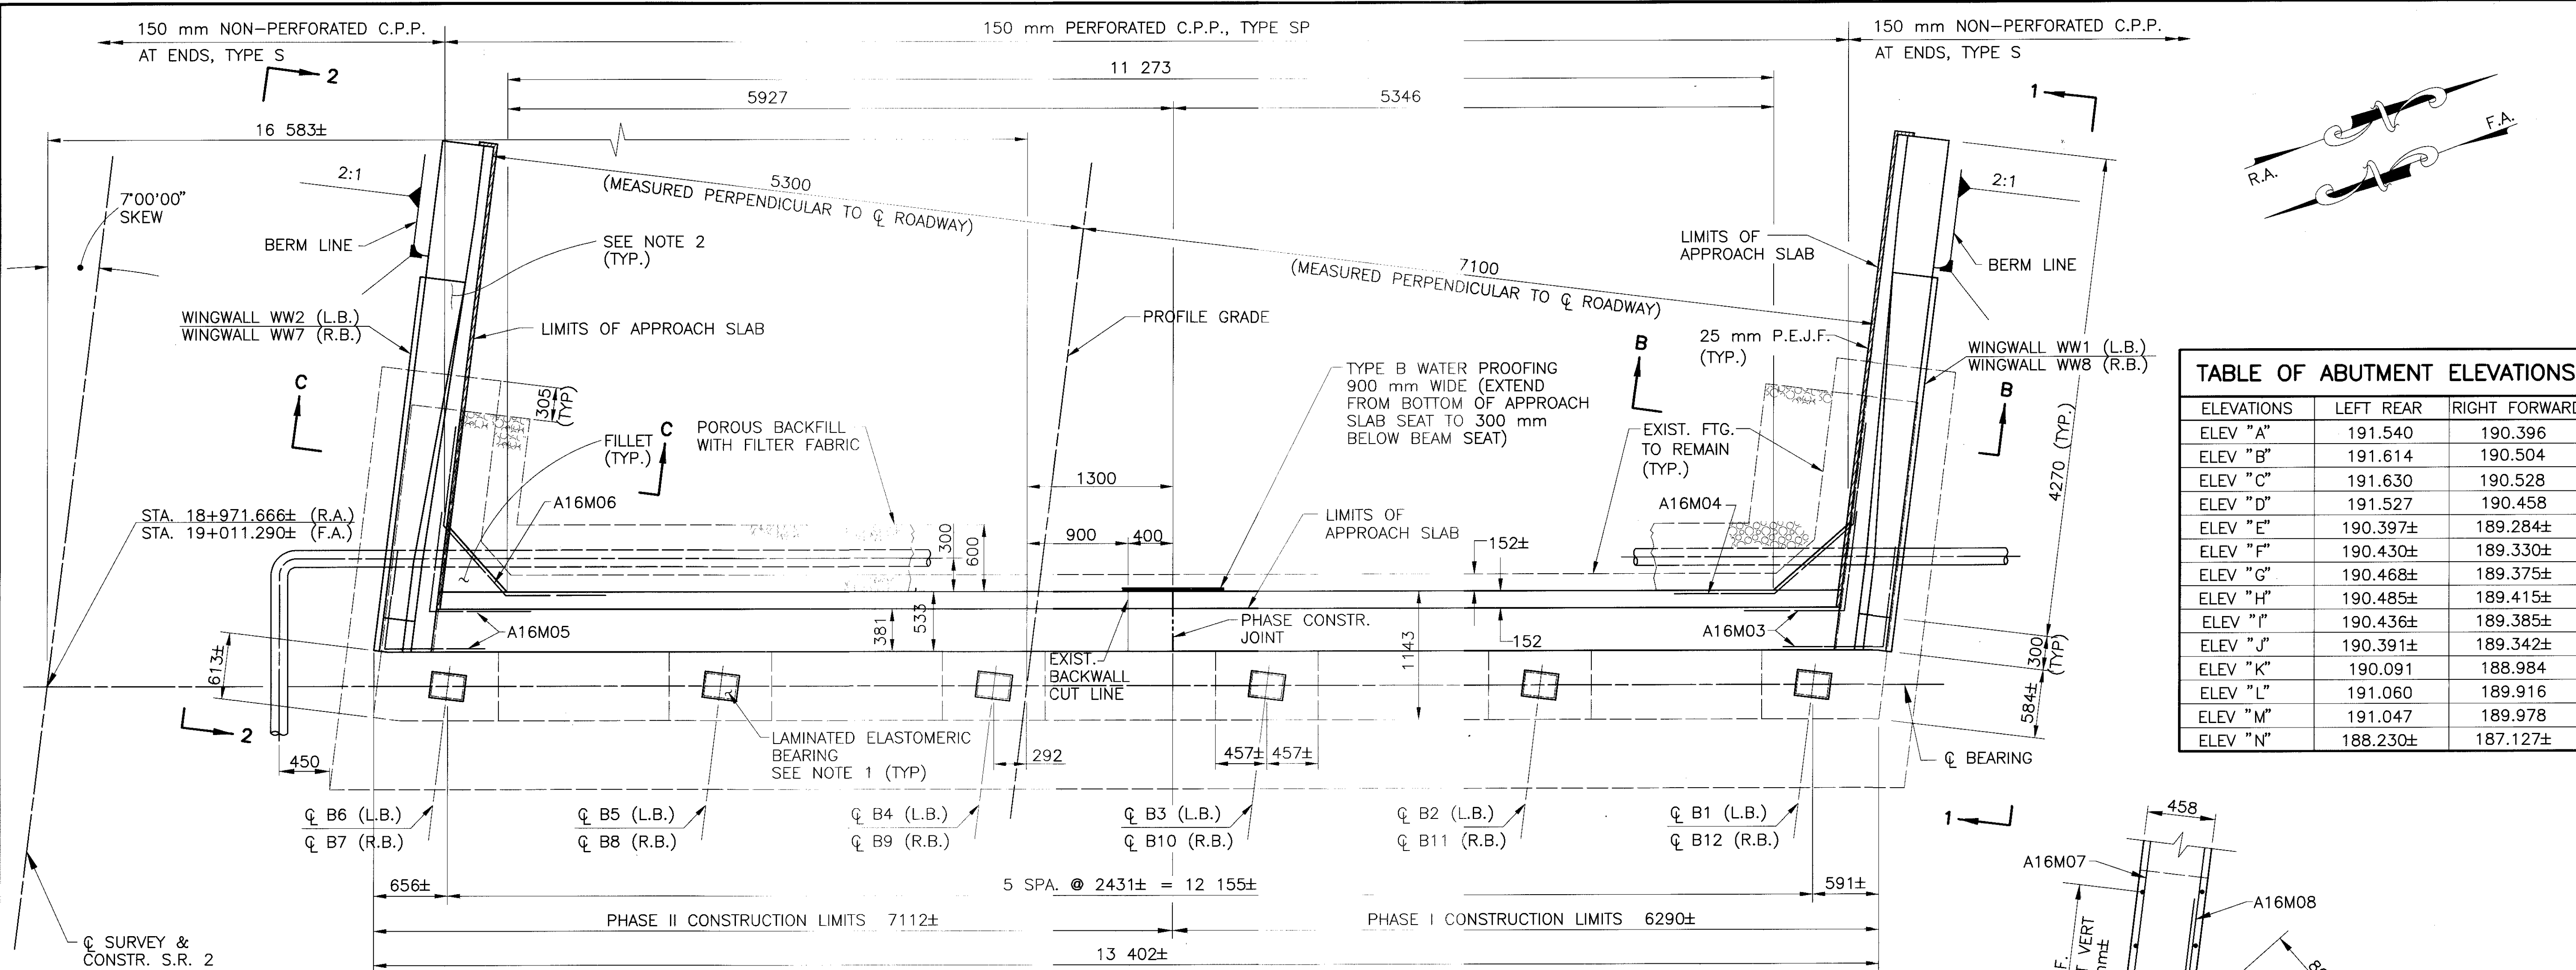 150 mm NON-PERFORATED C.P.P.
AT ENDS, TYPE S
150 mm PERFORATED C.P.P., TYPE SP
150 mm NON-PERFORATED C.P.P.
AT ENDS, TYPE S
2
11 273
5927
5346
1
16 583±
7°00'00"
SKEW
2:1
BERM LINE
5300
(MEASURED PERPENDICULAR TO ℄ ROADWAY)
SEE NOTE 2
(TYP.)
7100
(MEASURED PERPENDICULAR TO ℄ ROADWAY)
LIMITS OF
APPROACH SLAB
2:1
BERM LINE
R.A.
F.A.
WINGWALL WW2 (L.B.)
WINGWALL WW7 (R.B.)
LIMITS OF APPROACH SLAB
PROFILE GRADE
25 mm P.E.J.F.
(TYP.)
WINGWALL WW1 (L.B.)
WINGWALL WW8 (R.B.)
B
B
C
C
305
(TYP)
FILLET
(TYP.)
POROUS BACKFILL
WITH FILTER FABRIC
TYPE B WATER PROOFING
900 mm WIDE (EXTEND
FROM BOTTOM OF APPROACH
SLAB SEAT TO 300 mm
BELOW BEAM SEAT)
EXIST. FTG.
TO REMAIN
(TYP.)
4270 (TYP.)
A16M06
1300
A16M04
STA. 18+971.666± (R.A.)
STA. 19+011.290± (F.A.)
900
400
LIMITS OF
APPROACH SLAB
300
600
152±
A16M05
381
533
PHASE CONSTR.
JOINT
152
A16M03
1143
613±
EXIST.
BACKWALL
CUT LINE
300
(TYP)
584±
2
LAMINATED ELASTOMERIC
BEARING
SEE NOTE 1 (TYP)
450
292
457±
457±
℄ BEARING
℄ B6 (L.B.)
℄ B7 (R.B.)
℄ B5 (L.B.)
℄ B8 (R.B.)
℄ B4 (L.B.)
℄ B9 (R.B.)
℄ B3 (L.B.)
℄ B10 (R.B.)
℄ B2 (L.B.)
℄ B11 (R.B.)
℄ B1 (L.B.)
℄ B12 (R.B.)
1
656±
5 SPA. @ 2431± = 12 155±
591±
PHASE II CONSTRUCTION LIMITS 7112±
PHASE I CONSTRUCTION LIMITS 6290±
13 402±
℄ SURVEY &
CONSTR. S.R. 2
TABLE OF ABUTMENT ELEVATIONS
ELEVATIONS LEFT REAR RIGHT FORWARD
ELEV "A" 191.540 190.396
ELEV "B" 191.614 190.504
ELEV "C" 191.630 190.528
ELEV "D" 191.527 190.458
ELEV "E" 190.397± 189.284±
ELEV "F" 190.430± 189.330±
ELEV "G" 190.468± 189.375±
ELEV "H" 190.485± 189.415±
ELEV "I" 190.436± 189.385±
ELEV "J" 190.391± 189.342±
ELEV "K" 190.091 188.984
ELEV "L" 191.060 189.916
ELEV "M" 191.047 189.978
ELEV "N" 188.230± 187.127±
458
A16M07
A16M08